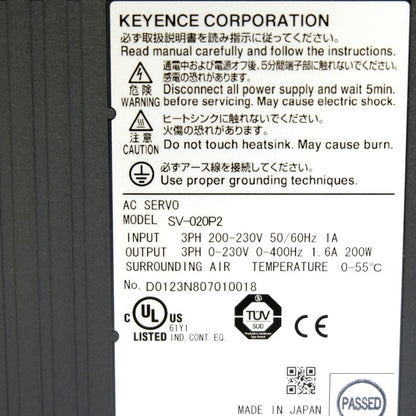 KEYENCE CORPORATION
必ず取扱説明書を読み指示に従ってください。
Read manual carefully and follow the instructions.
通電中および電源オフ後、5分間端子部に触れないでください。
感電の恐れがあります。
危険
WARNING
Disconnect all power supply and wait 5min.
before servicing. May cause electric shock.
ヒートシンクに触れないでください。
火傷の恐れがあります。
注意
CAUTION
Do not touch heatsink. May cause burn.
必ずアース線を接続してください。
Use proper grounding techniques.
AC SERVO
MODEL SV-020P2
INPUT 3PH 200-230V 50/60Hz 1A
OUTPUT 3PH 0-230V 0-400Hz 1.6A 200W
SURROUNDING AIR TEMPERATURE 0-55℃
No. D0123N807010018
C UL US
LISTED
61Y1
IND. CONT. EQ.
TÜV
SÜD
CE
MADE IN JAPAN
PASSED